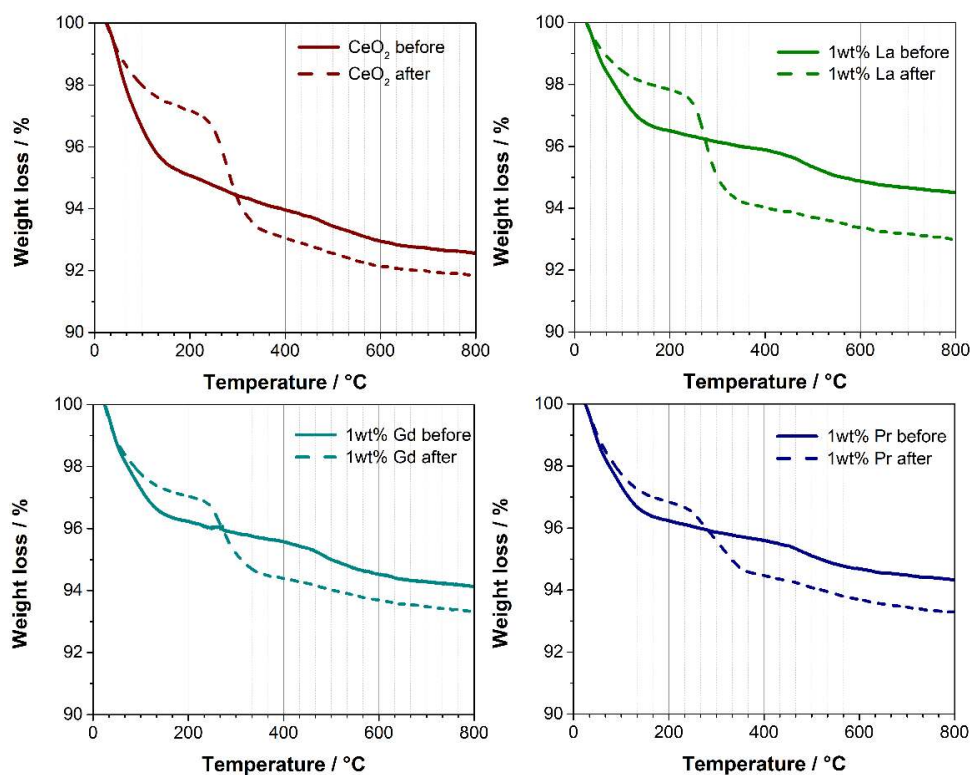 100
98
96
94
92
90
Weight loss / %
CeO₂ before
CeO₂ after
0
200
400
600
800
Temperature / °C
100
98
96
94
92
90
Weight loss / %
1wt% La before
1wt% La after
0
200
400
600
800
Temperature / °C
100
98
96
94
92
90
Weight loss / %
1wt% Gd before
1wt% Gd after
0
200
400
600
800
Temperature / °C
100
98
96
94
92
90
Weight loss / %
1wt% Pr before
1wt% Pr after
0
200
400
600
800
Temperature / °C